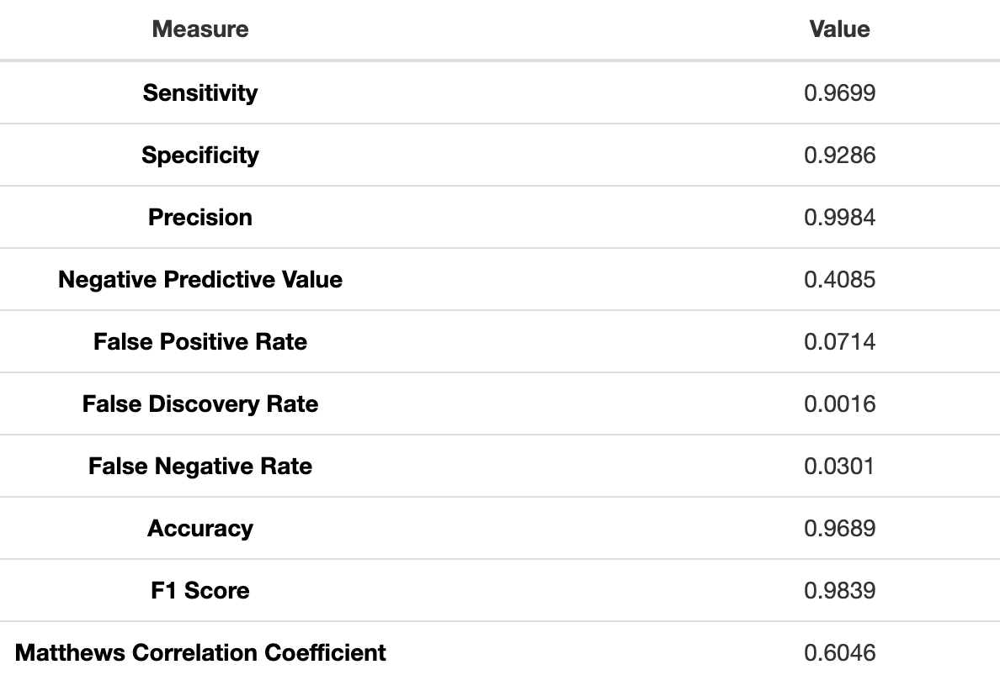 Measure Value
Sensitivity 0.9699
Specificity 0.9286
Precision 0.9984
Negative Predictive Value 0.4085
False Positive Rate 0.0714
False Discovery Rate 0.0016
False Negative Rate 0.0301
Accuracy 0.9689
F1 Score 0.9839
Matthews Correlation Coefficient 0.6046